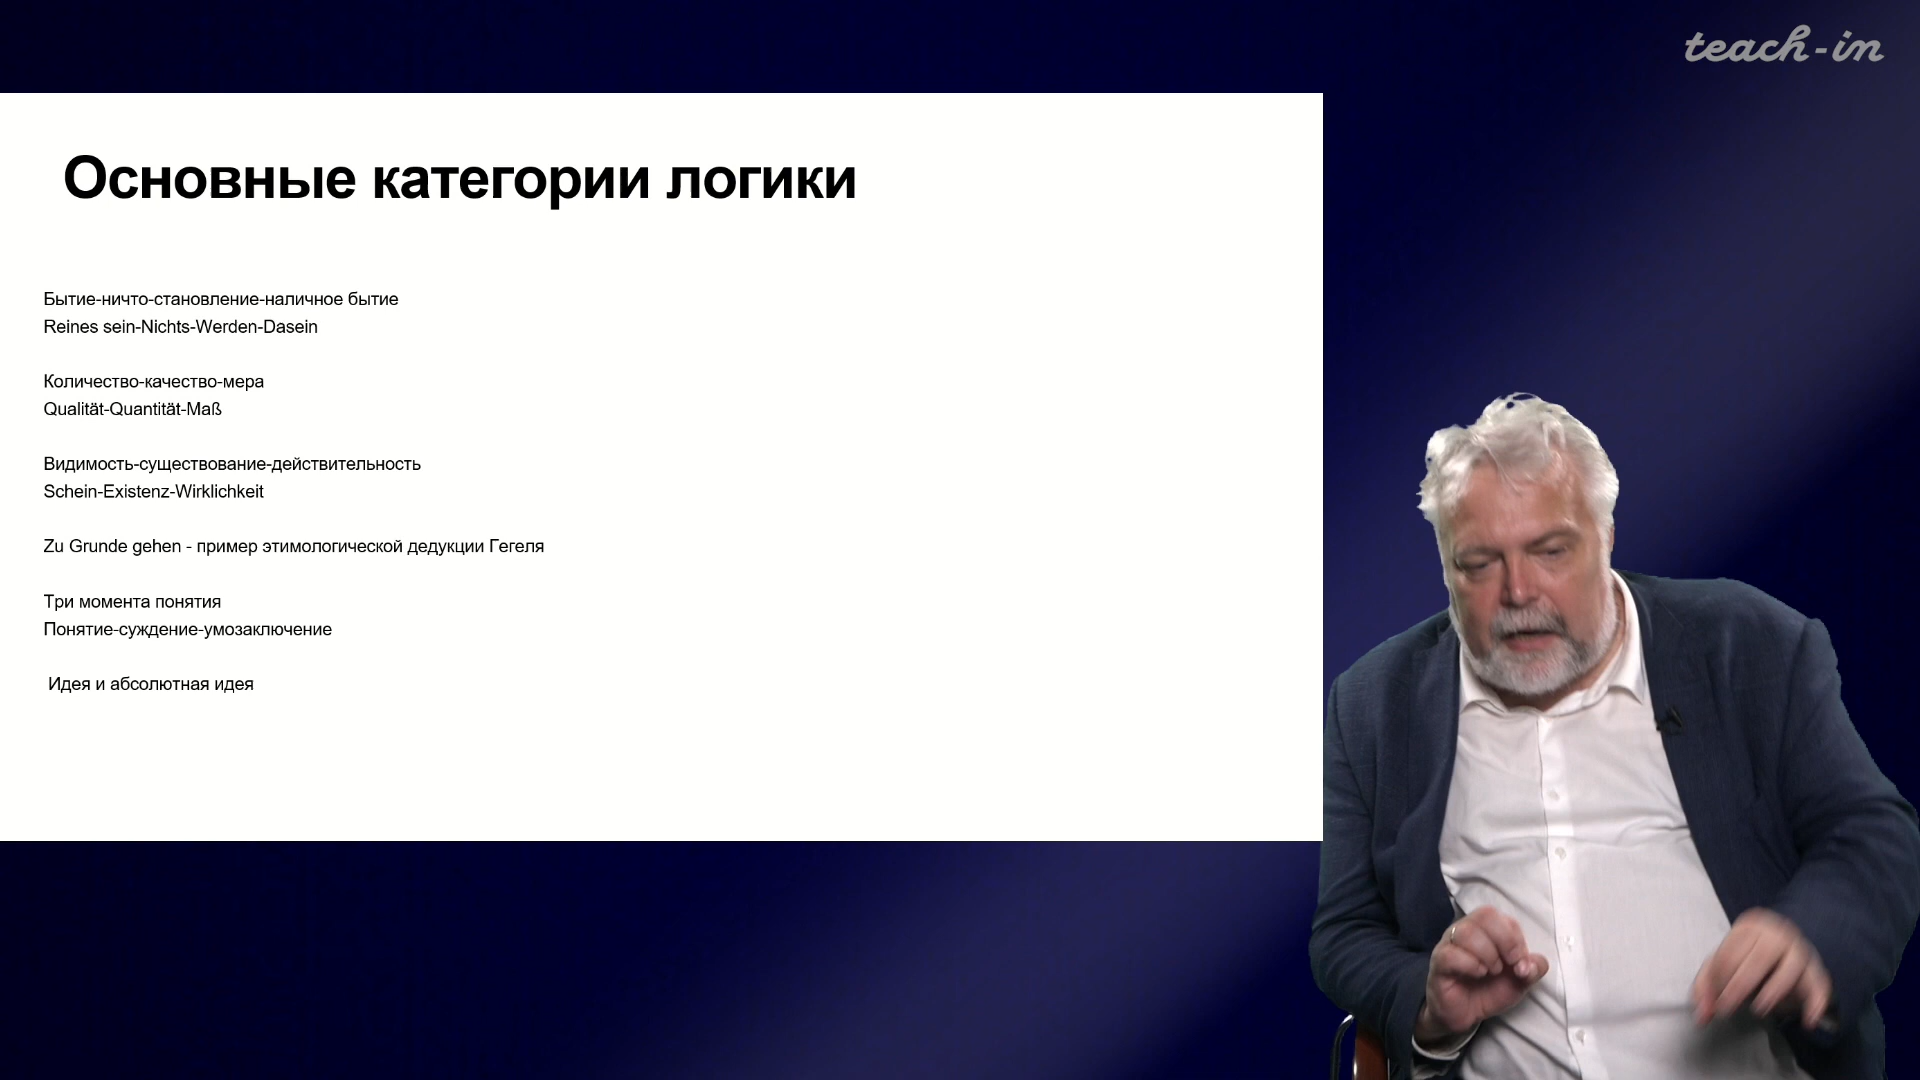 teach-in
Основные категории логики
Бытие-ничто-становление-наличное бытие
Reines sein-Nichts-Werden-Dasein
Количество-качество-мера
Qualität-Quantität-Maß
Видимость-существование-действительность
Schein-Existenz-Wirklichkeit
Zu Grunde gehen - пример этимологической дедукции Гегеля
Три момента понятия
Понятие-суждение-умозаключение
Идея и абсолютная идея